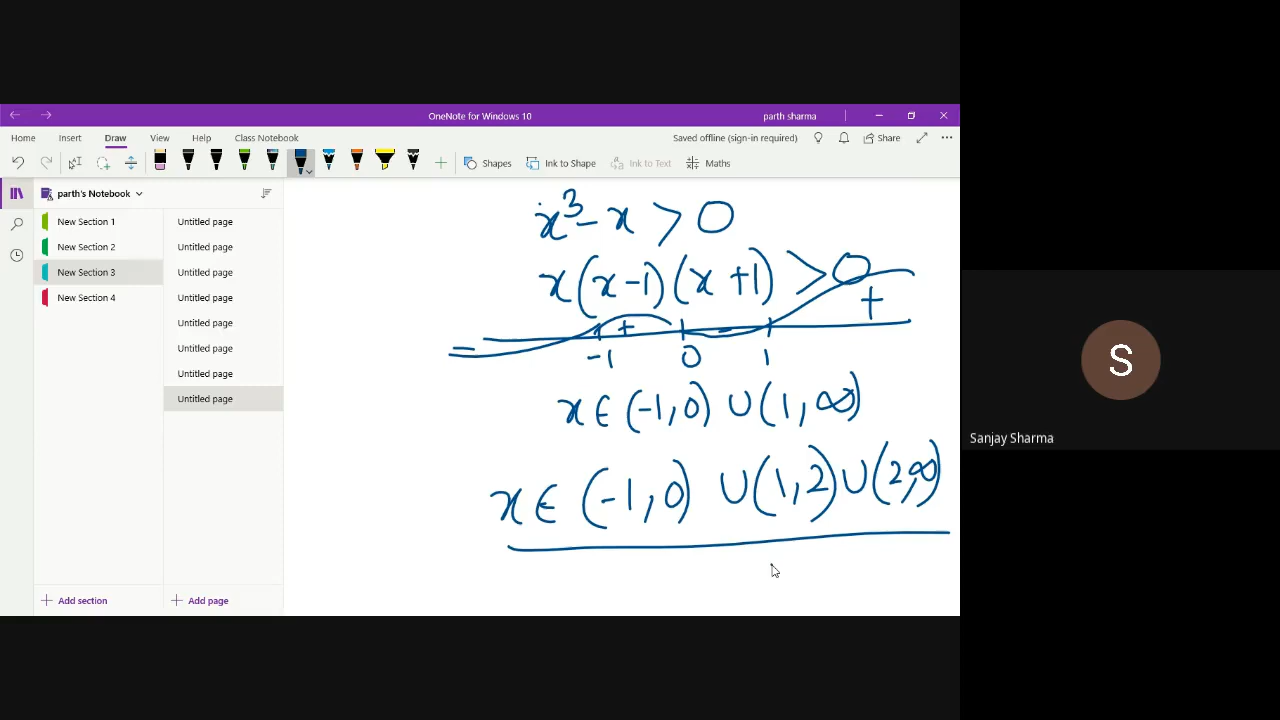 OneNote for Windows 10
parth sharma
Home Insert Draw View Help Class Notebook
Saved offline (sign-in required)
Share
Shapes
Ink to Shape
Ink to Text
Maths
parth's Notebook
New Section 1
New Section 2
New Section 3
New Section 4
Untitled page
Untitled page
Untitled page
Untitled page
Untitled page
Untitled page
Untitled page
Untitled page
+ Add section
+ Add page
x³ - x > 0
x(x-1)(x+1) > 0
+ - +
-1 0 1
x ∈ (-1,0) ∪ (1,∞)
x ∈ (-1,0) ∪ (1,2) ∪ (2,∞)
S
Sanjay Sharma